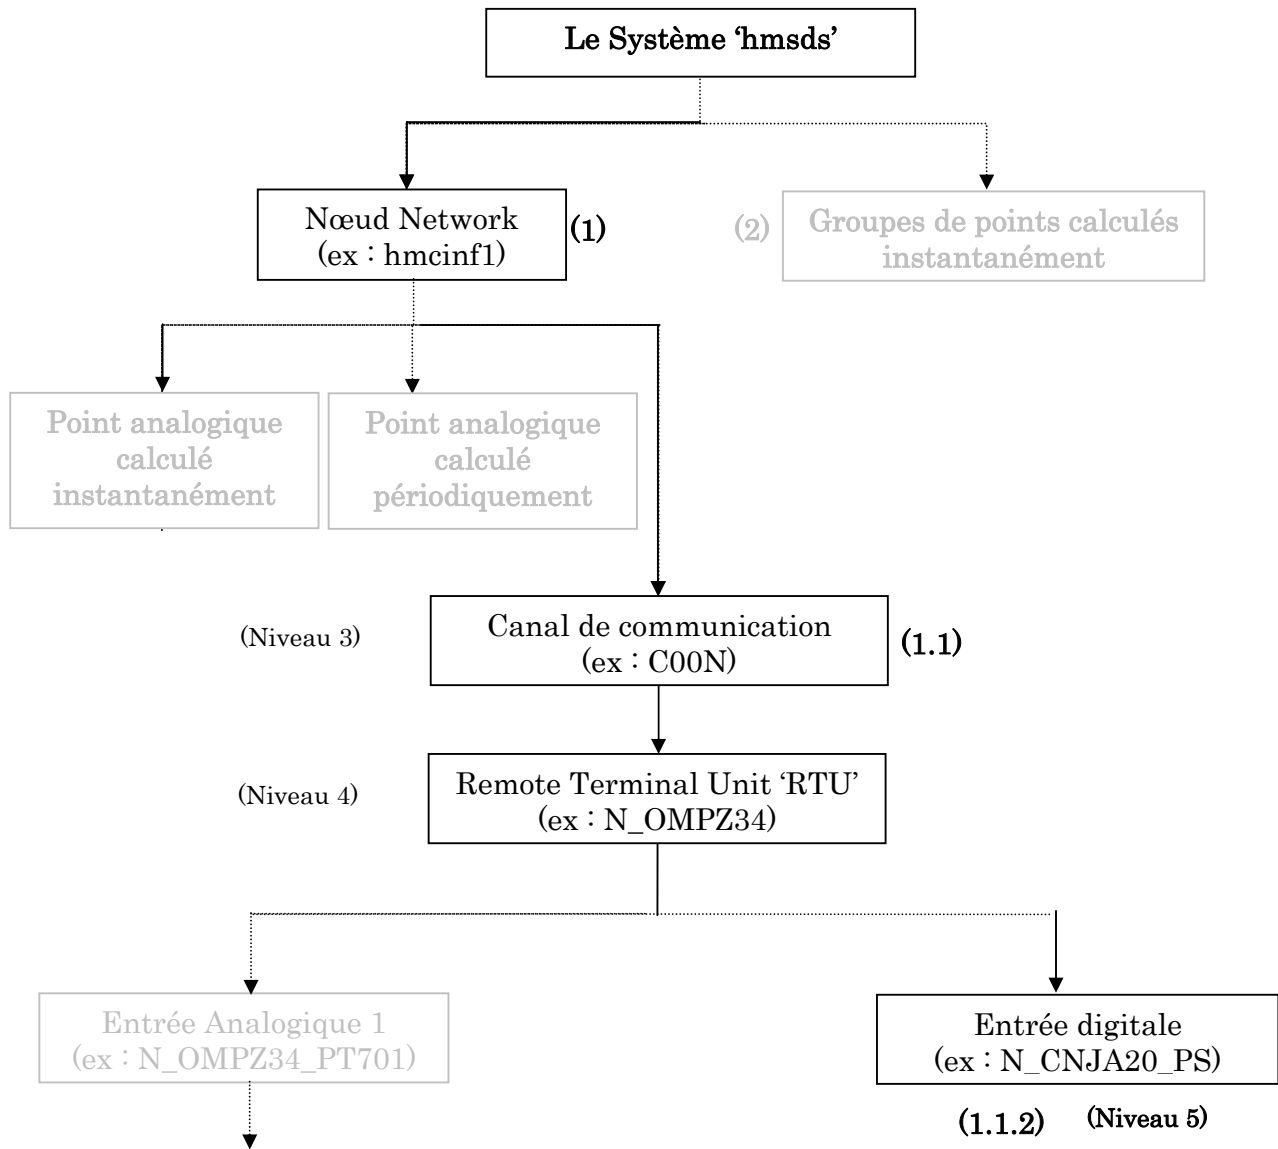 Le Système ‘hmsds’
Nœud Network
(ex : hmcinf1)
(1)
(2)
Groupes de points calculés
instantanément
Point analogique
calculé
instantanément
Point analogique
calculé
périodiquement
(Niveau 3)
Canal de communication
(ex : C00N)
(1.1)
(Niveau 4)
Remote Terminal Unit ‘RTU’
(ex : N_OMPZ34)
Entrée Analogique 1
(ex : N_OMPZ34_PT701)
Entrée digitale
(ex : N_CNJA20_PS)
(1.1.2)
(Niveau 5)